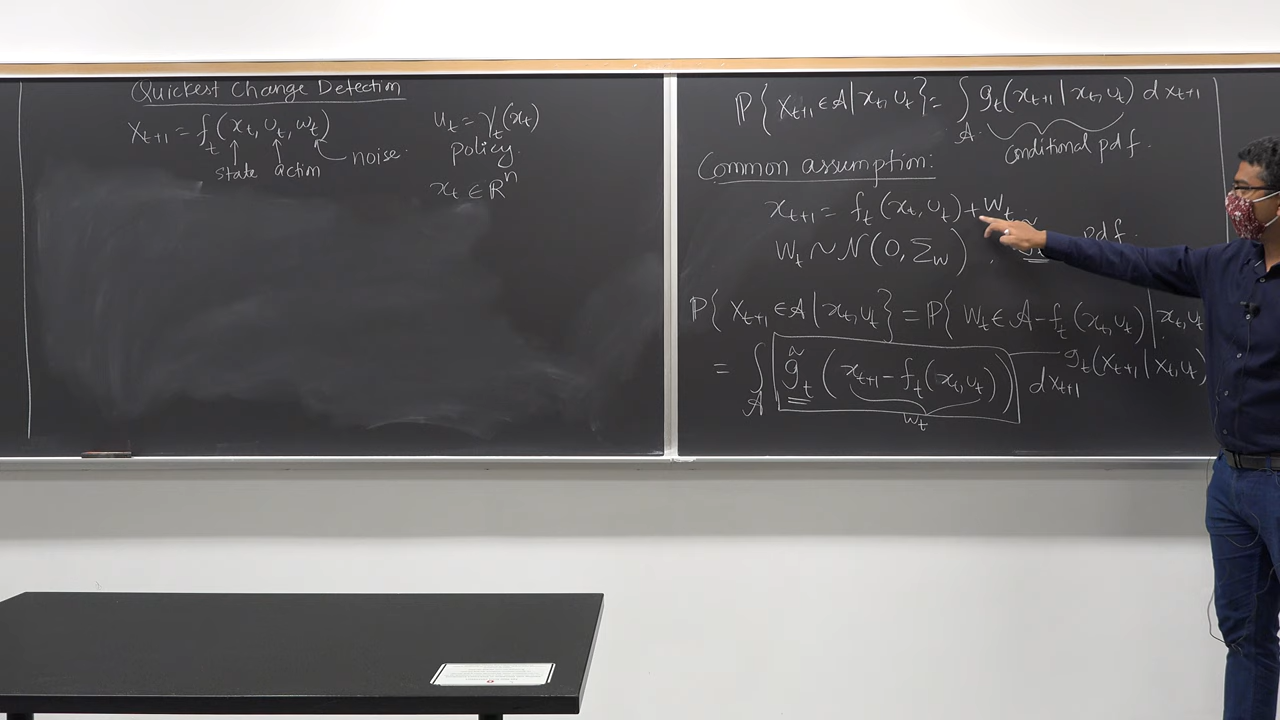 Quickest Change Detection
X_{t+1} = f_t(x_t, u_t, w_t)
state action noise.
u_t = γ_t(x_t)
policy.
x_t ∈ R^n
P{X_{t+1} ∈ A | x_t, u_t} = ∫_A g_t(x_{t+1} | x_t, u_t) dx_{t+1}
conditional pdf.
Common assumption:
x_{t+1} = f_t(x_t, u_t) + w_t
w_t ~ N(0, Σ_w) pdf.
P{X_{t+1} ∈ A | x_t, u_t} = P{w_t ∈ A - f_t(x_t, u_t) | x_t, u_t
= ∫_A g̃_t(x_{t+1} - f_t(x_t, u_t)) dx_{t+1}
g_t(x_{t+1} | x_t, u_t)
w_t